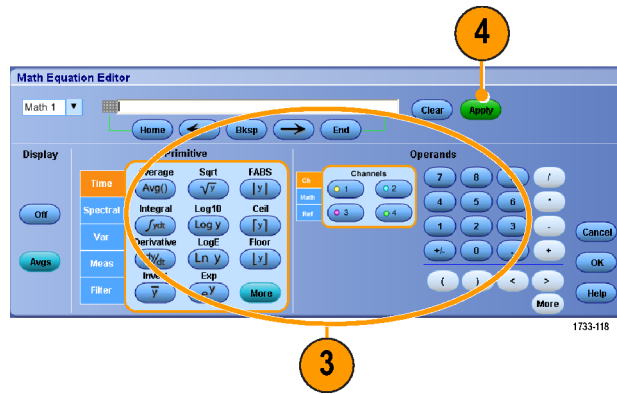 4
Math Equation Editor
Math 1
Clear
Apply
Home
Bksp
End
Display
Off
Avgs
Time
Spectral
Var
Meas
Filter
Primitive
Average Sqrt FABS
Avg() √y |y|
Integral Log10 Ceil
∫ydt Log y ⌈y⌉
Derivative LogE Floor
dy/dt Ln y ⌊y⌋
Invert Exp
y̅ e^y More
Operands
Ch
Math
Ref
Channels
1 2
3 4
7 8 /
4 5 6 *
1 2 3 -
+/- 0 . +
( ) < >
More
Cancel
OK
Help
1733-118
3